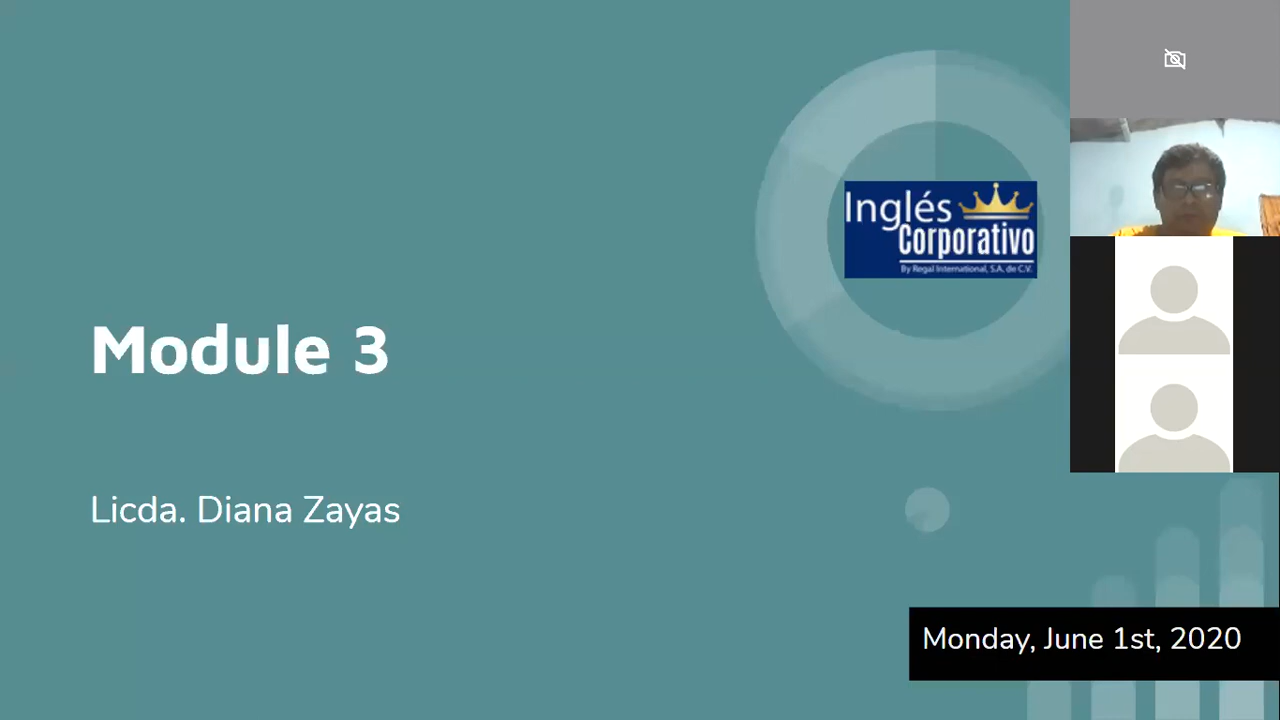 Inglés
Corporativo
By Regal International, S.A. de C.V.
Module 3
Licda. Diana Zayas
Monday, June 1st, 2020